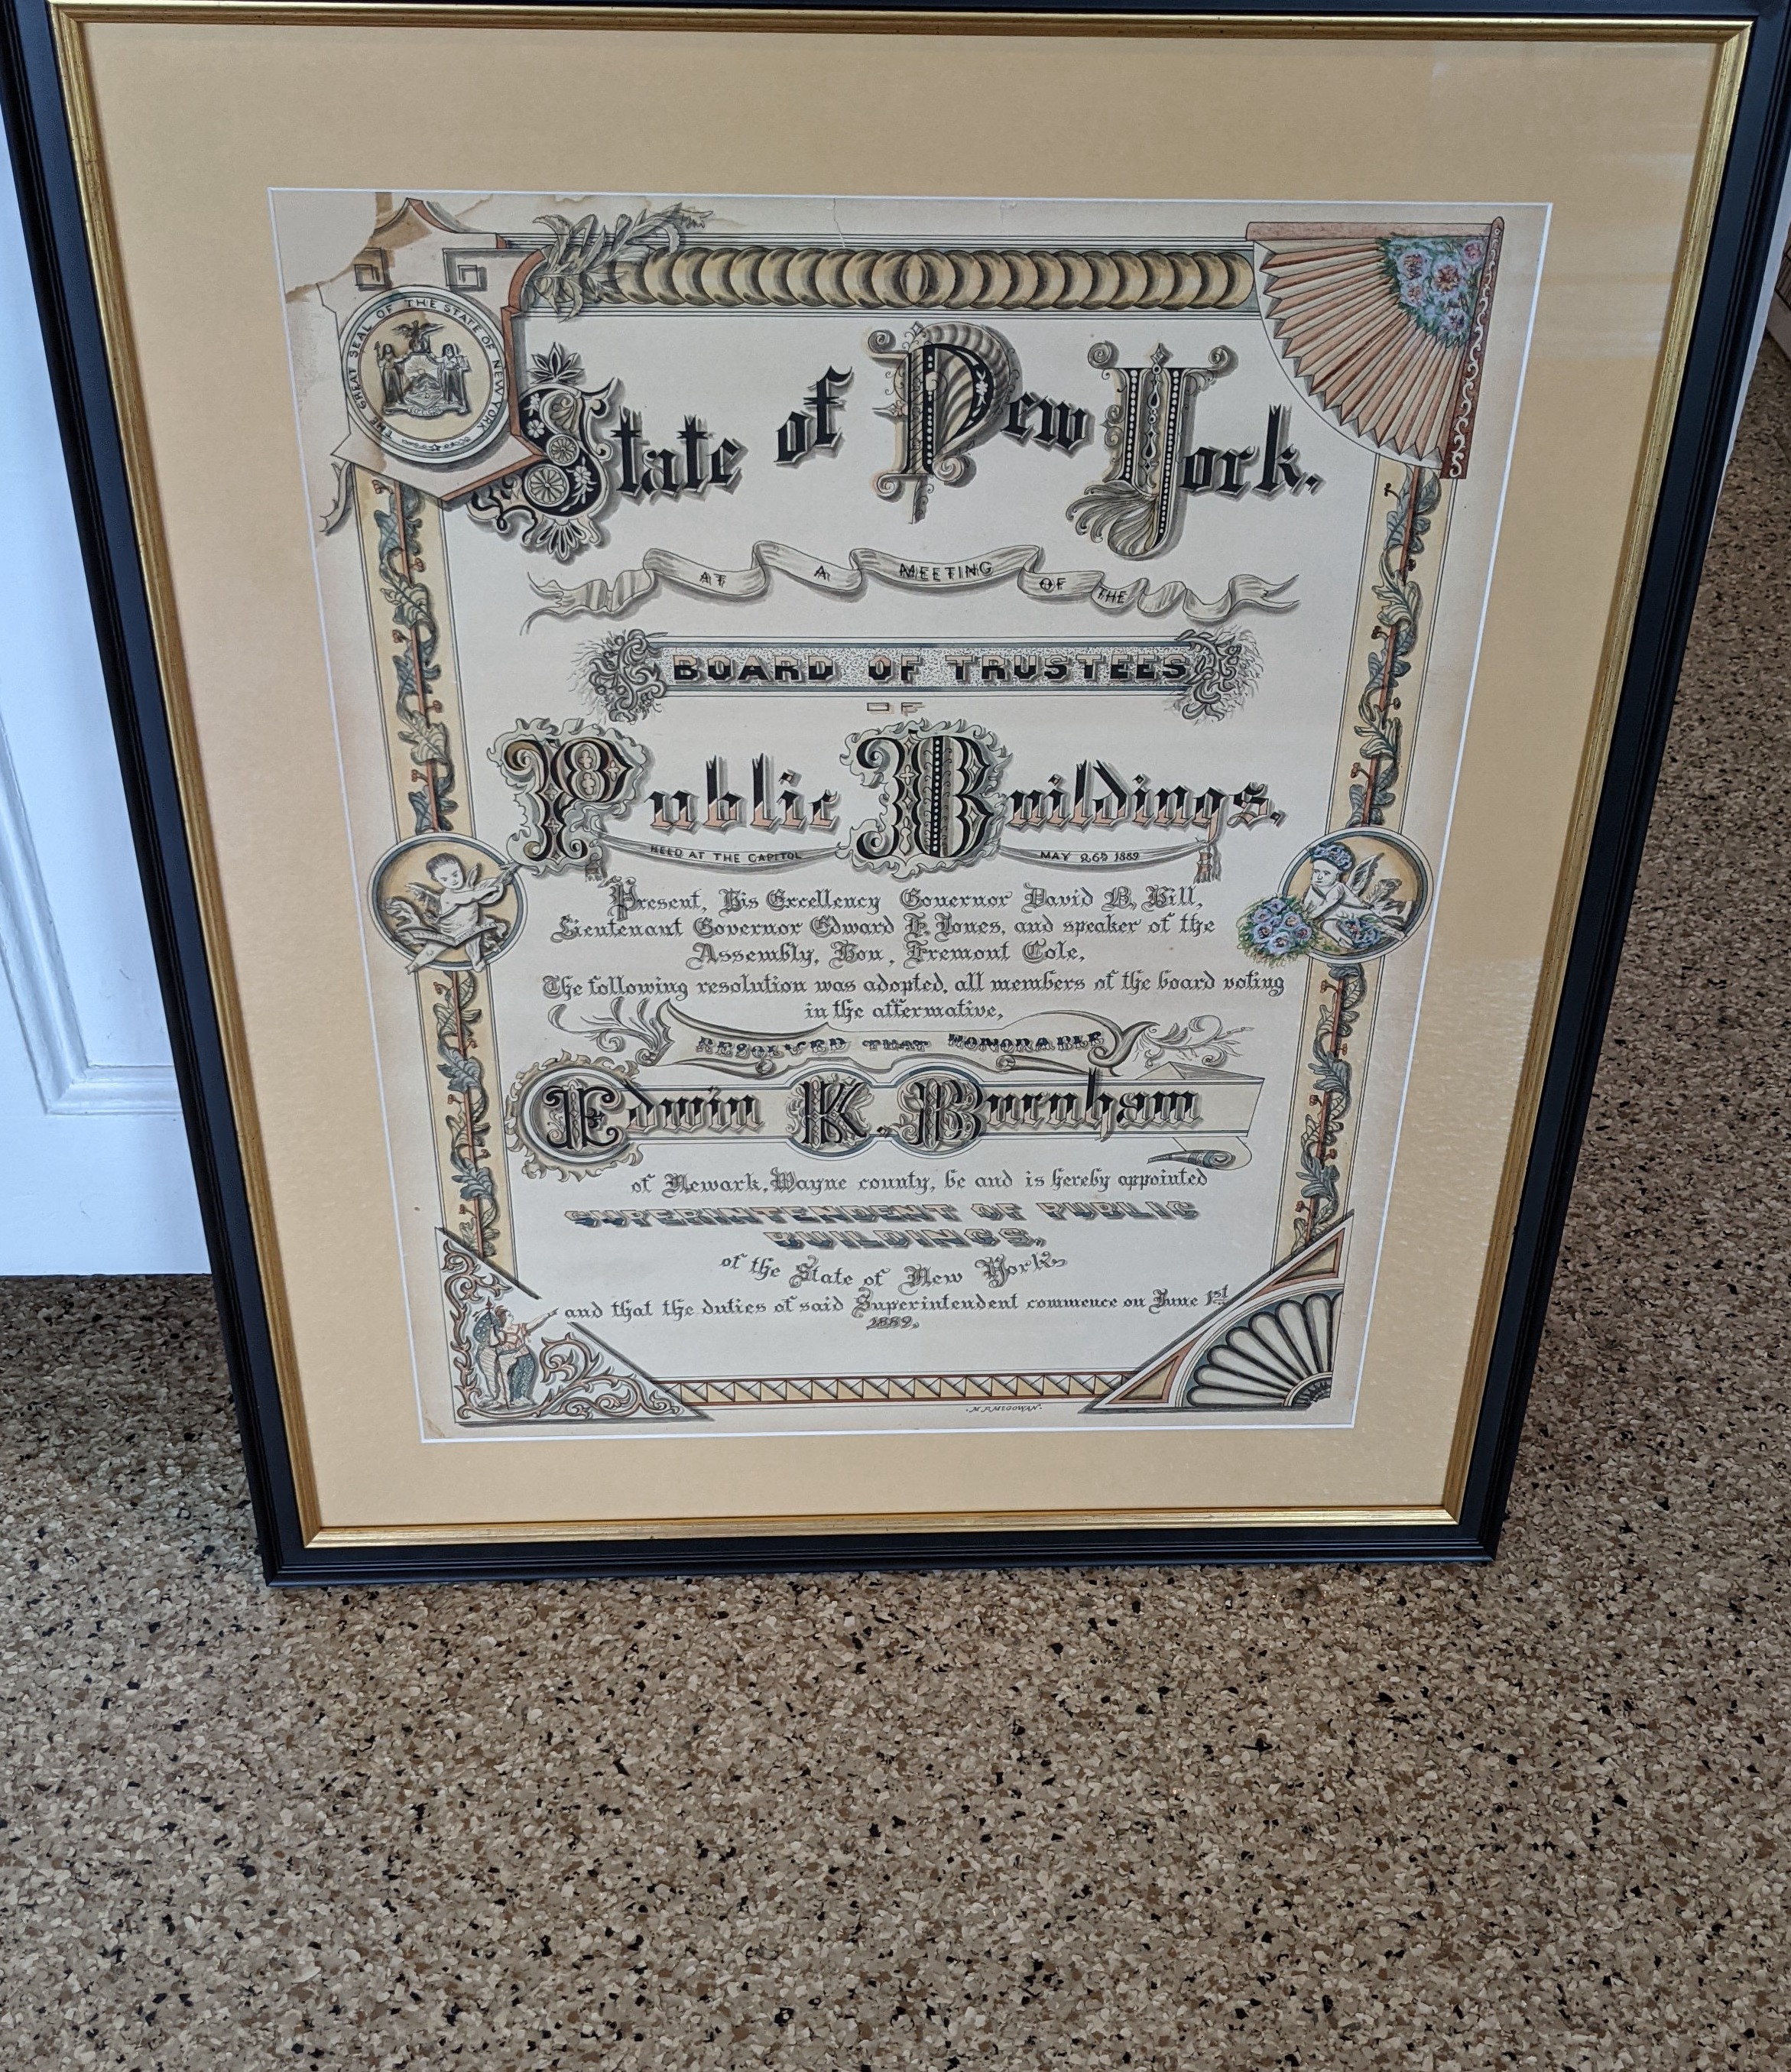 THE GREAT SEAL OF THE STATE OF NEW YORK
State of New York.
AT A MEETING OF THE
BOARD OF TRUSTEES
OF
Public Buildings,
HELD AT THE CAPITOL MAY 26th 1889
Present, His Excellency Governor David B, Hill,
Lieutenant Governor Edward F. Jones, and speaker of the
Assembly, Hon, Fremont Cole,
The following resolution was adopted, all members of the board voting
in the affermative,
RESOLVED THAT HONORABLE
Edwin K. Burnham
of Newark, Wayne county, be and is hereby appointed
SUPERINTENDENT OF PUBLIC
BUILDINGS,
of the State of New York
and that the duties of said Superintendent commence on June 1st
1889.
M.F. MCGOWAN